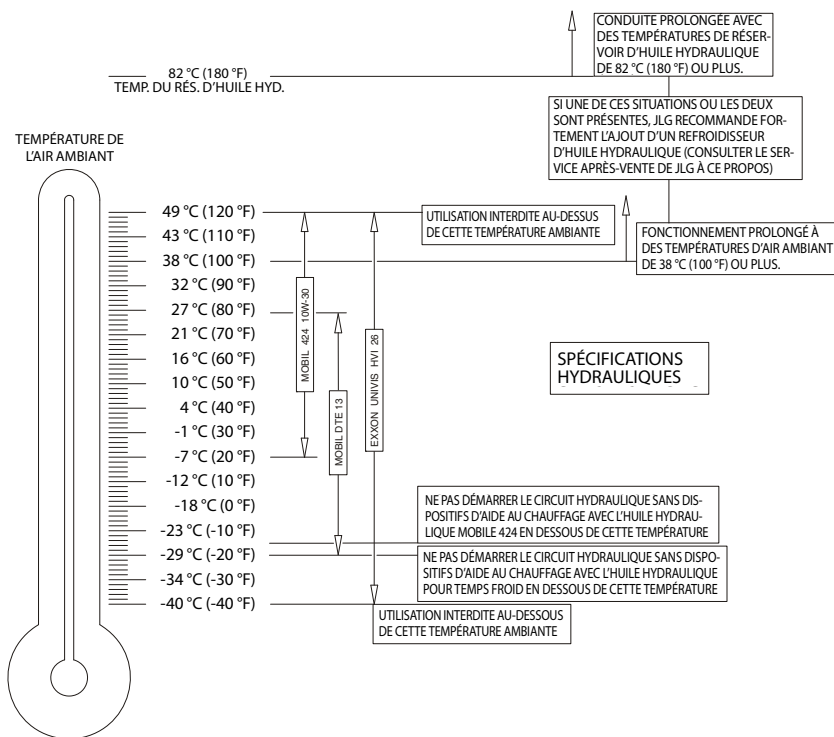 CONDUITE PROLONGÉE AVEC
DES TEMPÉRATURES DE RÉSER-
VOIR D'HUILE HYDRAULIQUE
DE 82 °C (180 °F) OU PLUS.
82 °C (180 °F)
TEMP. DU RÉS. D'HUILE HYD.
SI UNE DE CES SITUATIONS OU LES DEUX
SONT PRÉSENTES, JLG RECOMMANDE FOR-
TEMENT L'AJOUT D'UN REFROIDISSEUR
D'HUILE HYDRAULIQUE (CONSULTER LE SER-
VICE APRÈS-VENTE DE JLG À CE PROPOS)
TEMPÉRATURE DE
L'AIR AMBIANT
49 °C (120 °F)
43 °C (110 °F)
38 °C (100 °F)
32 °C (90 °F)
27 °C (80 °F)
21 °C (70 °F)
16 °C (60 °F)
10 °C (50 °F)
4 °C (40 °F)
-1 °C (30 °F)
-7 °C (20 °F)
-12 °C (10 °F)
-18 °C (0 °F)
-23 °C (-10 °F)
-29 °C (-20 °F)
-34 °C (-30 °F)
-40 °C (-40 °F)
MOBIL 424 10W-30
MOBIL DTE 13
EXXON UNIVIS HVI 26
UTILISATION INTERDITE AU-DESSUS
DE CETTE TEMPÉRATURE AMBIANTE
FONCTIONNEMENT PROLONGÉ À
DES TEMPÉRATURES D'AIR AMBIANT
DE 38 °C (100 °F) OU PLUS.
SPÉCIFICATIONS
HYDRAULIQUES
NE PAS DÉMARRER LE CIRCUIT HYDRAULIQUE SANS DIS-
POSITIFS D'AIDE AU CHAUFFAGE AVEC L'HUILE HYDRAU-
LIQUE MOBILE 424 EN DESSOUS DE CETTE TEMPÉRATURE
NE PAS DÉMARRER LE CIRCUIT HYDRAULIQUE SANS DISPO-
SITIFS D'AIDE AU CHAUFFAGE AVEC L'HUILE HYDRAULIQUE
POUR TEMPS FROID EN DESSOUS DE CETTE TEMPÉRATURE
UTILISATION INTERDITE AU-DESSOUS
DE CETTE TEMPÉRATURE AMBIANTE